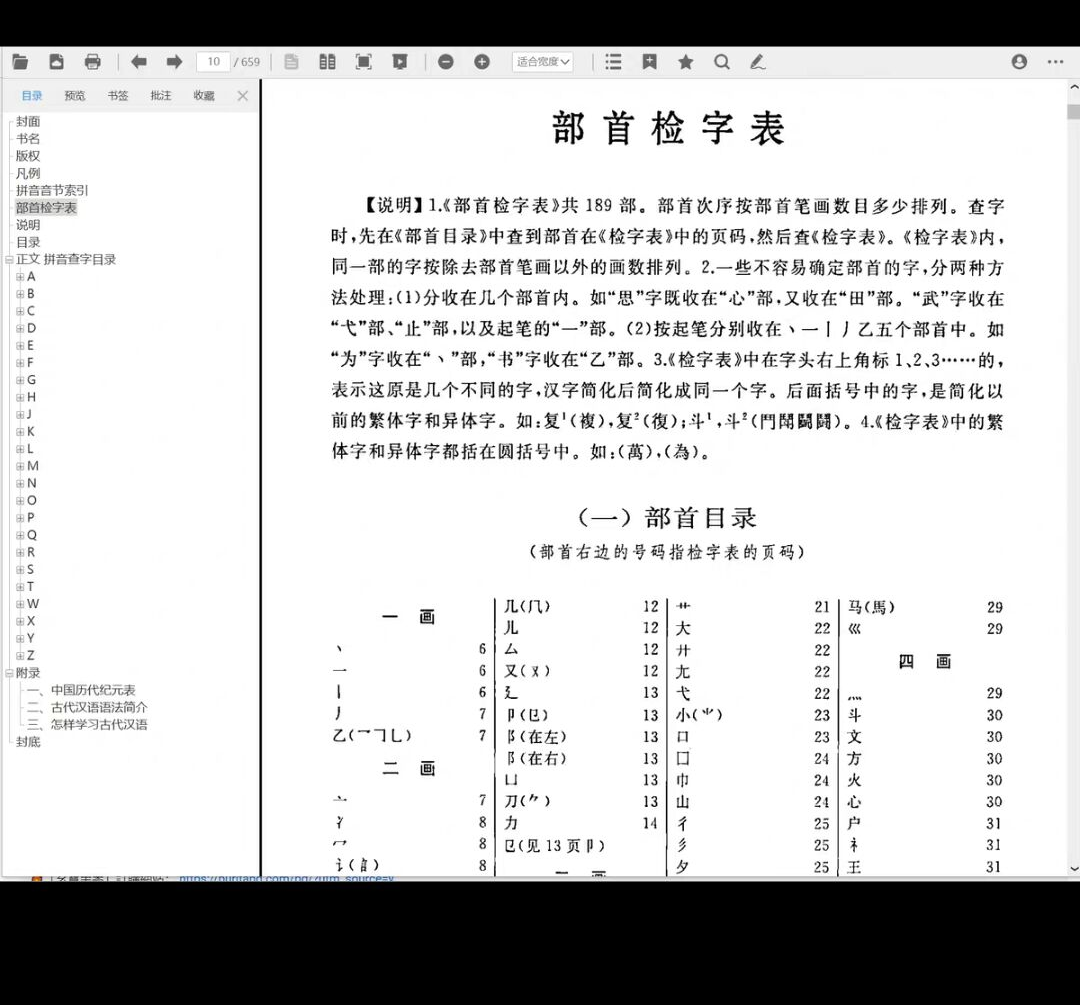 10 / 659
适合宽度
目录 预览 书签 批注 收藏
封面
书名
版权
凡例
拼音音节索引
部首检字表
说明
目录
正文 拼音查字目录
A
B
C
D
E
F
G
H
J
K
L
M
N
O
P
Q
R
S
T
W
X
Y
Z
附录
一、中国历代纪元表
二、古代汉语语法简介
三、怎样学习古代汉语
封底
部首检字表
【说明】1.《部首检字表》共 189 部。部首次序按部首笔画数目多少排列。查字
时,先在《部首目录》中查到部首在《检字表》中的页码,然后查《检字表》。《检字表》内,
同一部的字按除去部首笔画以外的画数排列。2.一些不容易确定部首的字,分两种方
法处理:(1)分收在几个部首内。如“思”字既收在“心”部,又收在“田”部。“武”字收在
“弋”部、“止”部,以及起笔的“一”部。(2)按起笔分别收在丶一丨丿乙五个部首中。如
“为”字收在“丶”部,“书”字收在“乙”部。3.《检字表》中在字头右上角标 1、2、3……的,
表示这原是几个不同的字,汉字简化后简化成同一个字。后面括号中的字,是简化以
前的繁体字和异体字。如:复¹(複),复²(復);斗¹,斗²(鬥鬦鬪鬭)。4.《检字表》中的繁
体字和异体字都括在圆括号中。如:(萬),(為)。
(一)部首目录
(部首右边的号码指检字表的页码)
一 画
丶 6
一 6
丨 6
丿 7
乙(乛㇆乚) 7
二 画
亠 7
冫 8
冖 8
讠(訁) 8
几(⺇) 12
儿 12
厶 12
又(ヌ) 12
廴 13
卩(㔾) 13
阝(在左) 13
阝(在右) 13
凵 13
刀(⺈) 13
力 14
㔾(见 13 页卩)
艹 21
大 22
廾 22
尢 22
弋 22
小(⺌) 23
口 23
囗 24
巾 24
山 24
彳 25
彡 25
夕 25
马(馬) 29
巛 29
四 画
灬 29
斗 30
文 30
方 30
火 30
心 30
户 31
礻 31
王 31